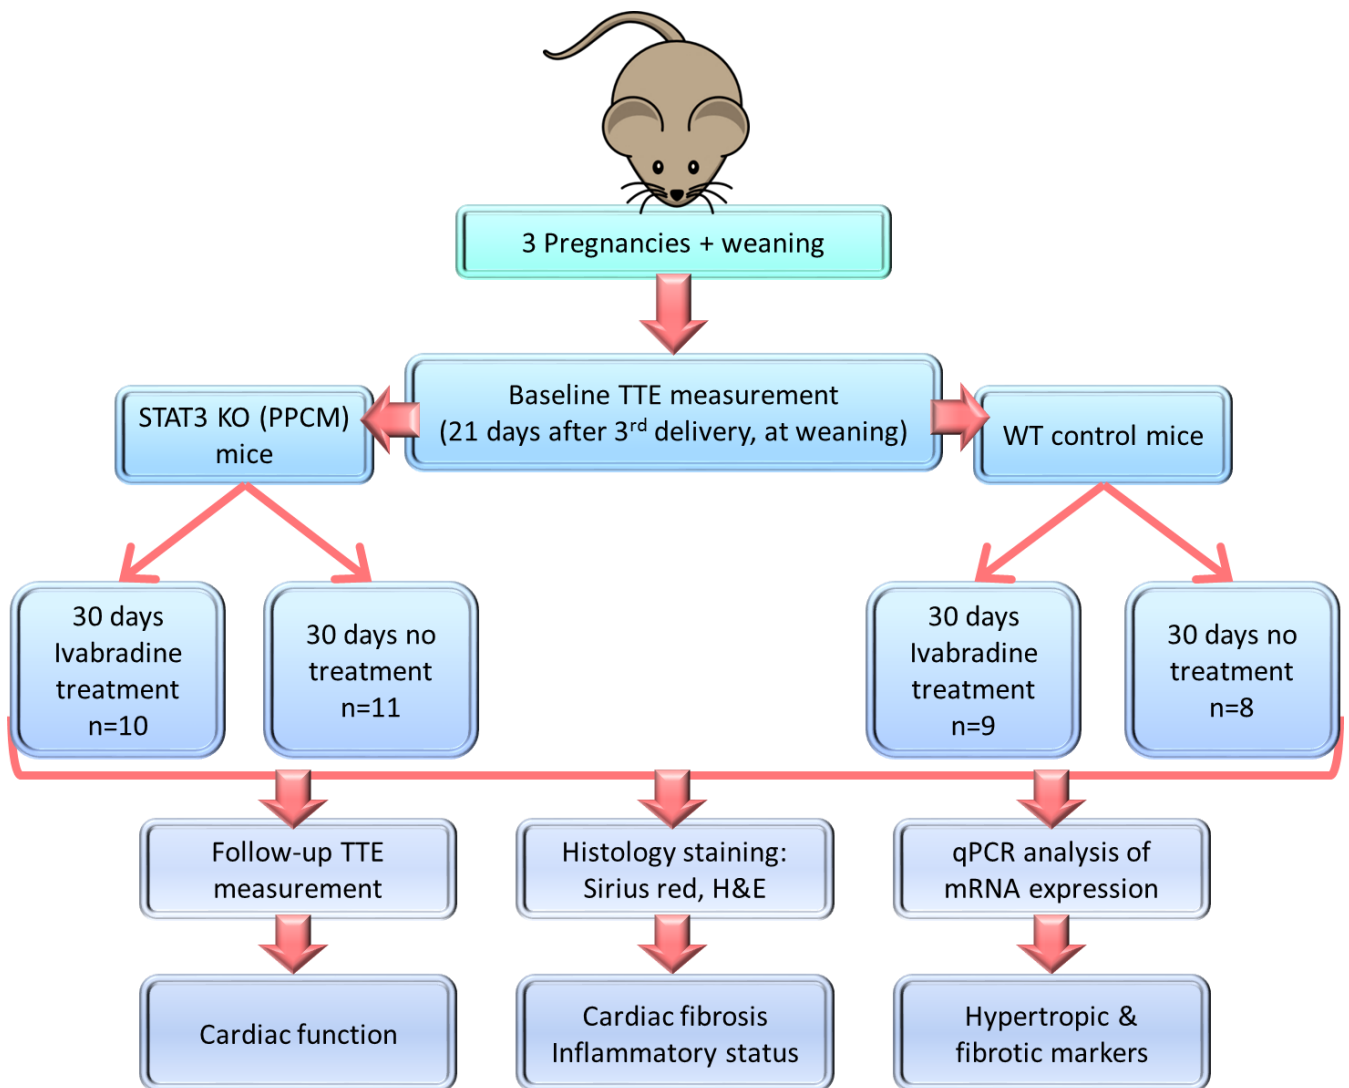 3 Pregnancies + weaning
Baseline TTE measurement
(21 days after 3rd delivery, at weaning)
STAT3 KO (PPCM)
mice
WT control mice
30 days
Ivabradine
treatment
n=10
30 days no
treatment
n=11
30 days
Ivabradine
treatment
n=9
30 days no
treatment
n=8
Follow-up TTE
measurement
Histology staining:
Sirius red, H&E
qPCR analysis of
mRNA expression
Cardiac function
Cardiac fibrosis
Inflammatory status
Hypertropic &
fibrotic markers